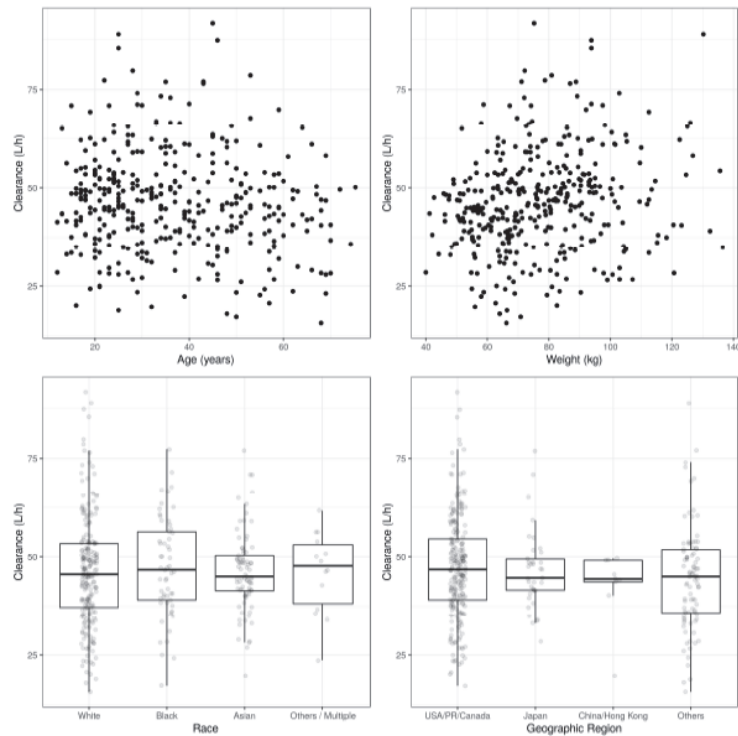 Clearance (L/h)
75
50
25
20
40
60
Age (years)
Clearance (L/h)
75
50
25
40
60
80
100
120
140
Weight (kg)
Clearance (L/h)
75
50
25
White
Black
Asian
Others / Multiple
Race
Clearance (L/h)
75
50
25
USA/PR/Canada
Japan
China/Hong Kong
Others
Geographic Region